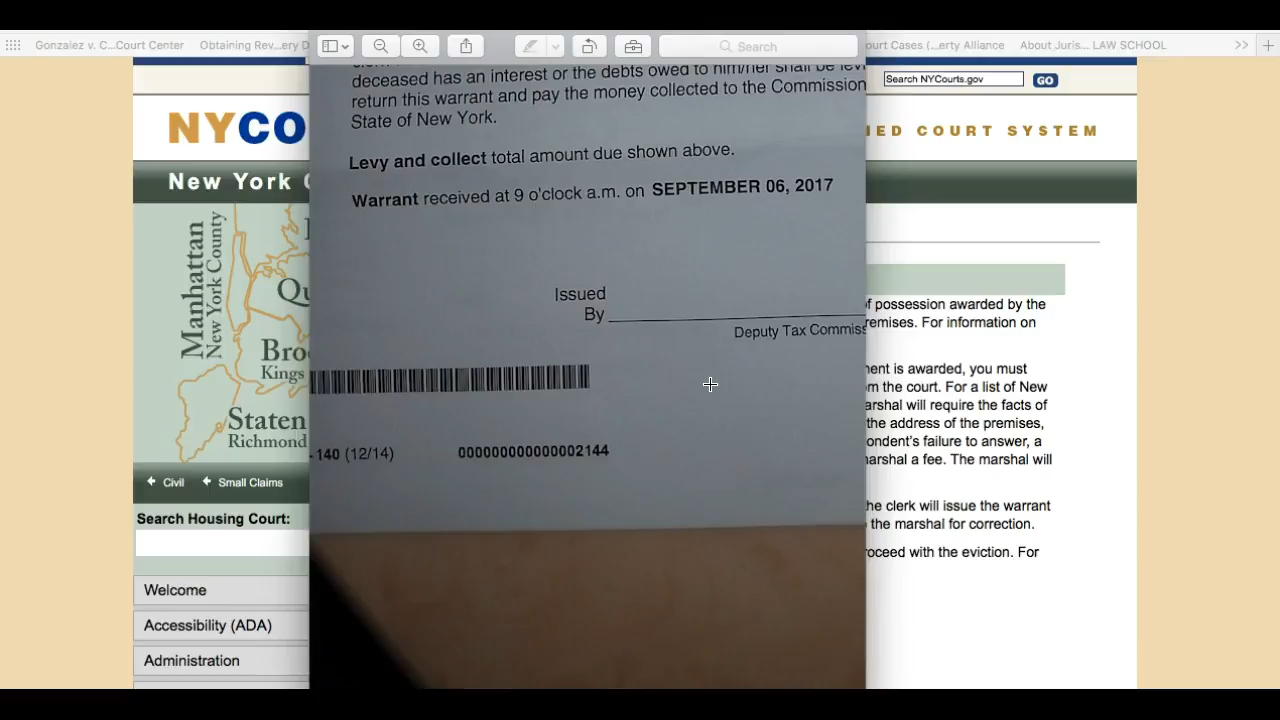 Gonzalez v. C...Court Center
Obtaining Rev...ery D
Search
ourt Cases (...erty Alliance
About Juris... LAW SCHOOL
Search NYCourts.gov
GO
NYCO
IED COURT SYSTEM
New York C
deceased has an interest or the debts owed to him/her shall be levi
return this warrant and pay the money collected to the Commission
State of New York.
Levy and collect total amount due shown above.
Warrant received at 9 o'clock a.m. on SEPTEMBER 06, 2017
Issued
By
Deputy Tax Commiss
-140 (12/14)
000000000000002144
Manhattan
New York County
Qu
Bro
Kings
Staten
Richmond
Civil
Small Claims
Search Housing Court:
Welcome
Accessibility (ADA)
Administration
of possession awarded by the
remises. For information on
ent is awarded, you must
om the court. For a list of New
arshal will require the facts of
the address of the premises,
ondent's failure to answer, a
arshal a fee. The marshal will
he clerk will issue the warrant
the marshal for correction.
oceed with the eviction. For